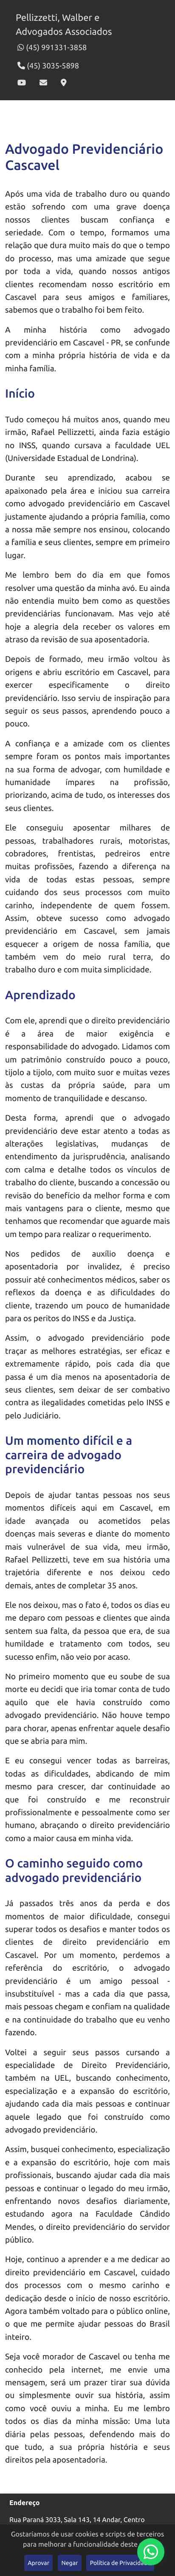 Pellizzetti, Walber e
Advogados Associados
(45) 991331-3858
(45) 3035-5898
Advogado Previdenciário
Cascavel
Após uma vida de trabalho duro ou quando
estão sofrendo com uma grave doença
nossos clientes buscam confiança e
seriedade. Com o tempo, formamos uma
relação que dura muito mais do que o tempo
do processo, mas uma amizade que segue
por toda a vida, quando nossos antigos
clientes recomendam nosso escritório em
Cascavel para seus amigos e familiares,
sabemos que o trabalho foi bem feito.
A minha história como advogado
previdenciário em Cascavel - PR, se confunde
com a minha própria história de vida e da
minha família.
Início
Tudo começou há muitos anos, quando meu
irmão, Rafael Pellizzetti, ainda fazia estágio
no INSS, quando cursava a faculdade UEL
(Universidade Estadual de Londrina).
Durante seu aprendizado, acabou se
apaixonado pela área e iniciou sua carreira
como advogado previdenciário em Cascavel
justamente ajudando a própria família, como
a nossa mãe sempre nos ensinou, colocando
a família e seus clientes, sempre em primeiro
lugar.
Me lembro bem do dia em que fomos
resolver uma questão da minha avó. Eu ainda
não entendia muito bem como as questões
previdenciárias funcionavam. Mas vejo até
hoje a alegria dela receber os valores em
atraso da revisão de sua aposentadoria.
Depois de formado, meu irmão voltou às
origens e abriu escritório em Cascavel, para
exercer especificamente o direito
previdenciário. Isso serviu de inspiração para
seguir os seus passos, aprendendo pouco a
pouco.
A confiança e a amizade com os clientes
sempre foram os pontos mais importantes
na sua forma de advogar, com humildade e
humanidade ímpares na profissão,
priorizando, acima de tudo, os interesses dos
seus clientes.
Ele conseguiu aposentar milhares de
pessoas, trabalhadores rurais, motoristas,
cobradores, frentistas, pedreiros entre
muitas profissões, fazendo a diferença na
vida de todas estas pessoas, sempre
cuidando dos seus processos com muito
carinho, independente de quem fossem.
Assim, obteve sucesso como advogado
previdenciário em Cascavel, sem jamais
esquecer a origem de nossa família, que
também vem do meio rural terra, do
trabalho duro e com muita simplicidade.
Aprendizado
Com ele, aprendi que o direito previdenciário
é a área de maior exigência e
responsabilidade do advogado. Lidamos com
um patrimônio construído pouco a pouco,
tijolo a tijolo, com muito suor e muitas vezes
às custas da própria saúde, para um
momento de tranquilidade e descanso.
Desta forma, aprendi que o advogado
previdenciário deve estar atento a todas as
alterações legislativas, mudanças de
entendimento da jurisprudência, analisando
com calma e detalhe todos os vínculos de
trabalho do cliente, buscando a concessão ou
revisão do benefício da melhor forma e com
mais vantagens para o cliente, mesmo que
tenhamos que recomendar que aguarde mais
um tempo para realizar o requerimento.
Nos pedidos de auxílio doença e
aposentadoria por invalidez, é preciso
possuir até conhecimentos médicos, saber os
reflexos da doença e as dificuldades do
cliente, trazendo um pouco de humanidade
para os peritos do INSS e da Justiça.
Assim, o advogado previdenciário pode
traçar as melhores estratégias, ser eficaz e
extremamente rápido, pois cada dia que
passa é um dia menos na aposentadoria de
seus clientes, sem deixar de ser combativo
contra as ilegalidades cometidas pelo INSS e
pelo Judiciário.
Um momento difícil e a
carreira de advogado
previdenciário
Depois de ajudar tantas pessoas nos seus
momentos difíceis aqui em Cascavel, em
idade avançada ou acometidos pelas
doenças mais severas e diante do momento
mais vulnerável de sua vida, meu irmão,
Rafael Pellizzetti, teve em sua história uma
trajetória diferente e nos deixou cedo
demais, antes de completar 35 anos.
Ele nos deixou, mas o fato é, todos os dias eu
me deparo com pessoas e clientes que ainda
sentem sua falta, da pessoa que era, de sua
humildade e tratamento com todos, seu
sucesso enfim, não veio por acaso.
No primeiro momento que eu soube de sua
morte eu decidi que iria tomar conta de tudo
aquilo que ele havia construído como
advogado previdenciário. Não houve tempo
para chorar, apenas enfrentar aquele desafio
que se abria para mim.
E eu consegui vencer todas as barreiras,
todas as dificuldades, abdicando de mim
mesmo para crescer, dar continuidade ao
que foi construído e me reconstruir
profissionalmente e pessoalmente como ser
humano, abraçando o direito previdenciário
como a maior causa em minha vida.
O caminho seguido como
advogado previdenciário
Já passados três anos da perda e dos
momentos de maior dificuldade, consegui
superar todos os desafios e manter todos os
clientes de direito previdenciário em
Cascavel. Por um momento, perdemos a
referência do escritório, o advogado
previdenciário é um amigo pessoal -
insubstituível - mas a cada dia que passa,
mais pessoas chegam e confiam na qualidade
e na continuidade do trabalho que eu venho
fazendo.
Voltei a seguir seus passos cursando a
especialidade de Direito Previdenciário,
também na UEL, buscando conhecimento,
especialização e a expansão do escritório,
ajudando cada dia mais pessoas e continuar
aquele legado que foi construído como
advogado previdenciário.
Assim, busquei conhecimento, especialização
e a expansão do escritório, hoje com mais
profissionais, buscando ajudar cada dia mais
pessoas e continuar o legado do meu irmão,
enfrentando novos desafios diariamente,
estudando agora na Faculdade Cândido
Mendes, o direito previdenciário do servidor
público.
Hoje, continuo a aprender e a me dedicar ao
direito previdenciário em Cascavel, cuidado
dos processos com o mesmo carinho e
dedicação desde o início de nosso escritório.
Agora também voltado para o público online,
o que me permite ajudar pessoas do Brasil
inteiro.
Seja você morador de Cascavel ou tenha me
conhecido pela internet, me envie uma
mensagem, será um prazer tirar sua dúvida
ou simplesmente ouvir sua história, assim
como você ouviu a minha. Eu me lembro
todos os dias da minha missão: Uma luta
diária pelas pessoas, defendendo mais do
que tudo, a sua própria história e seus
direitos pela aposentadoria.
Endereço
Rua Paraná 3033, Sala 143, 14 Andar, Centro
Gostaríamos de usar cookies e scripts de terceiros
para melhorar a funcionalidade deste
Aprovar
Negar
Política de Privacidade